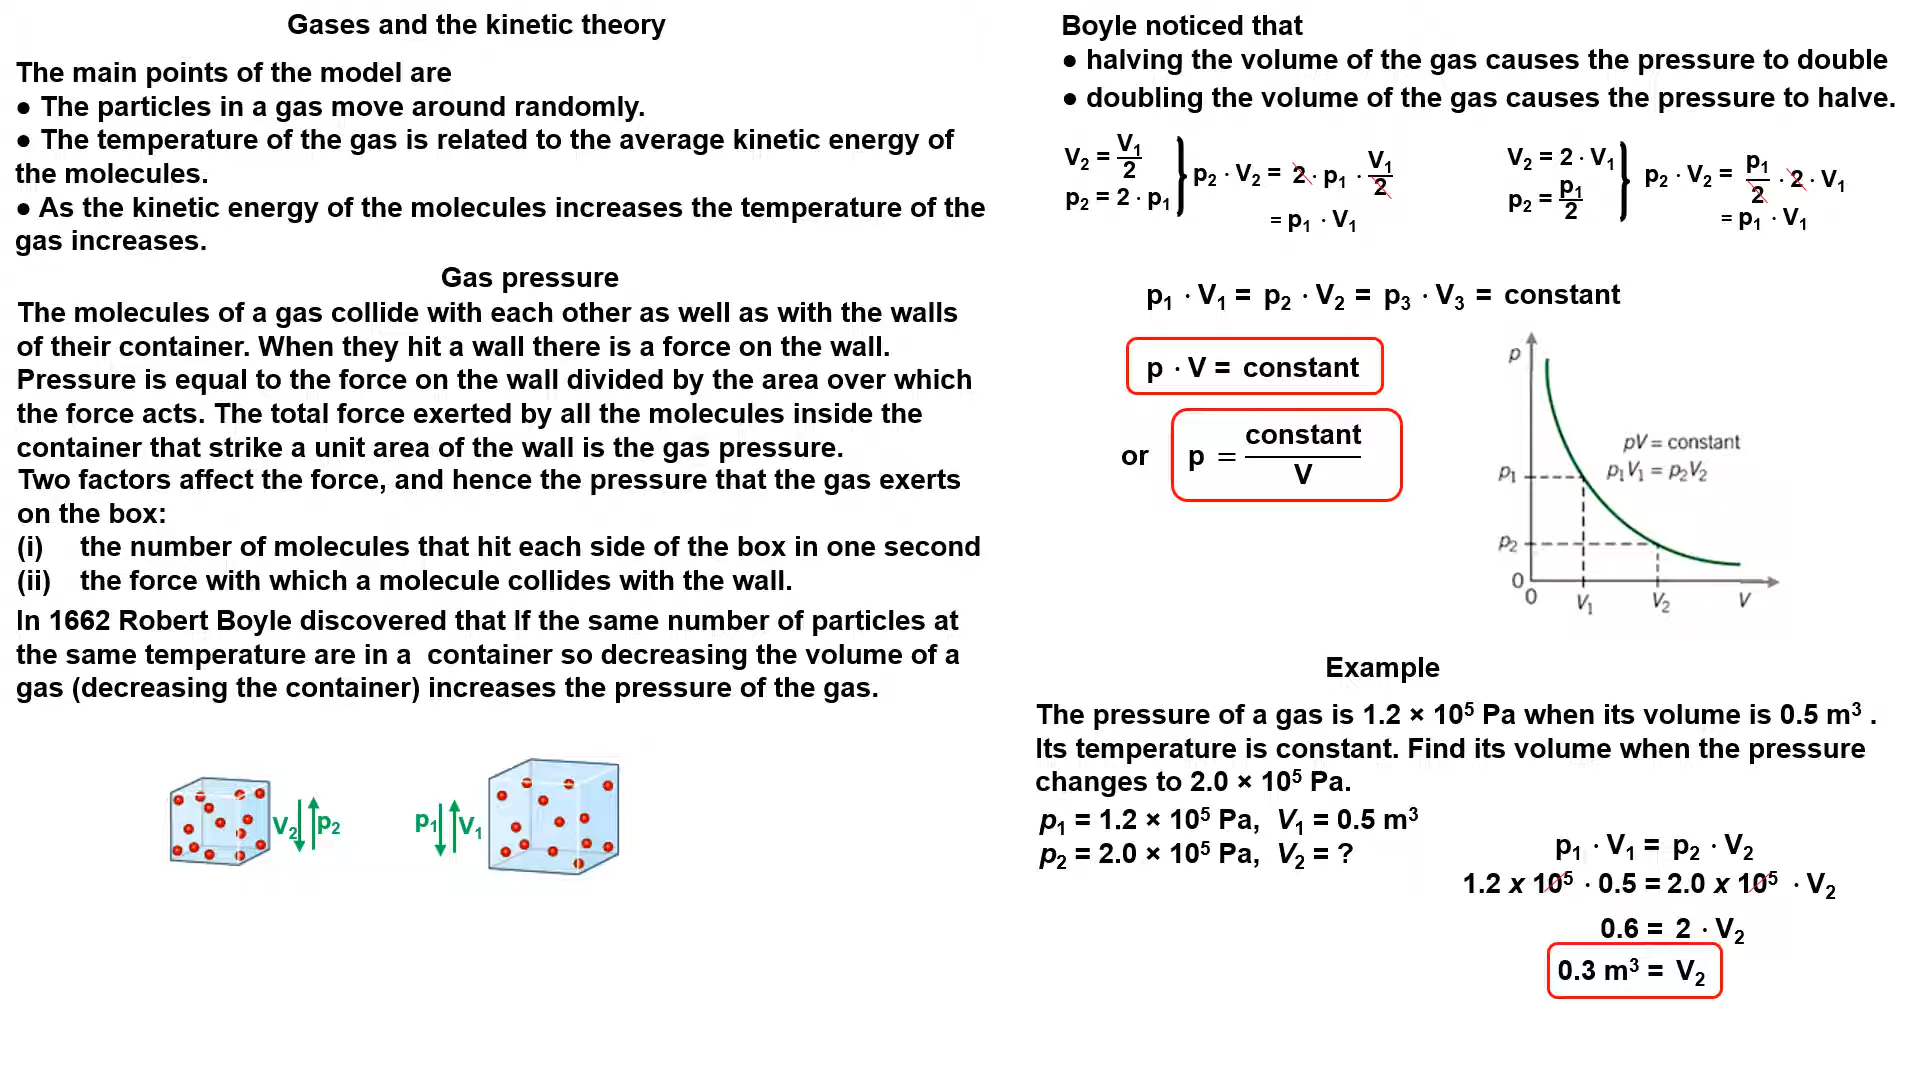 Gases and the kinetic theory
The main points of the model are
● The particles in a gas move around randomly.
● The temperature of the gas is related to the average kinetic energy of
the molecules.
● As the kinetic energy of the molecules increases the temperature of the
gas increases.
Gas pressure
The molecules of a gas collide with each other as well as with the walls
of their container. When they hit a wall there is a force on the wall.
Pressure is equal to the force on the wall divided by the area over which
the force acts. The total force exerted by all the molecules inside the
container that strike a unit area of the wall is the gas pressure.
Two factors affect the force, and hence the pressure that the gas exerts
on the box:
(i) the number of molecules that hit each side of the box in one second
(ii) the force with which a molecule collides with the wall.
In 1662 Robert Boyle discovered that If the same number of particles at
the same temperature are in a container so decreasing the volume of a
gas (decreasing the container) increases the pressure of the gas.
V₂ p₂
p₁ V₁
Boyle noticed that
● halving the volume of the gas causes the pressure to double
● doubling the volume of the gas causes the pressure to halve.
V₂ = V₁/2
p₂ = 2 · p₁
} p₂ · V₂ = 2 · p₁ · V₁/2
= p₁ · V₁
V₂ = 2 · V₁
p₂ = p₁/2
} p₂ · V₂ = p₁/2 · 2 · V₁
= p₁ · V₁
p₁ · V₁ = p₂ · V₂ = p₃ · V₃ = constant
p · V = constant
or p = constant/V
p
pV = constant
p₁V₁ = p₂V₂
p₁
p₂
0
0 V₁ V₂ V
Example
The pressure of a gas is 1.2 × 10⁵ Pa when its volume is 0.5 m³ .
Its temperature is constant. Find its volume when the pressure
changes to 2.0 × 10⁵ Pa.
p₁ = 1.2 × 10⁵ Pa, V₁ = 0.5 m³
p₂ = 2.0 × 10⁵ Pa, V₂ = ?
p₁ · V₁ = p₂ · V₂
1.2 x 10⁵ · 0.5 = 2.0 x 10⁵ · V₂
0.6 = 2 · V₂
0.3 m³ = V₂